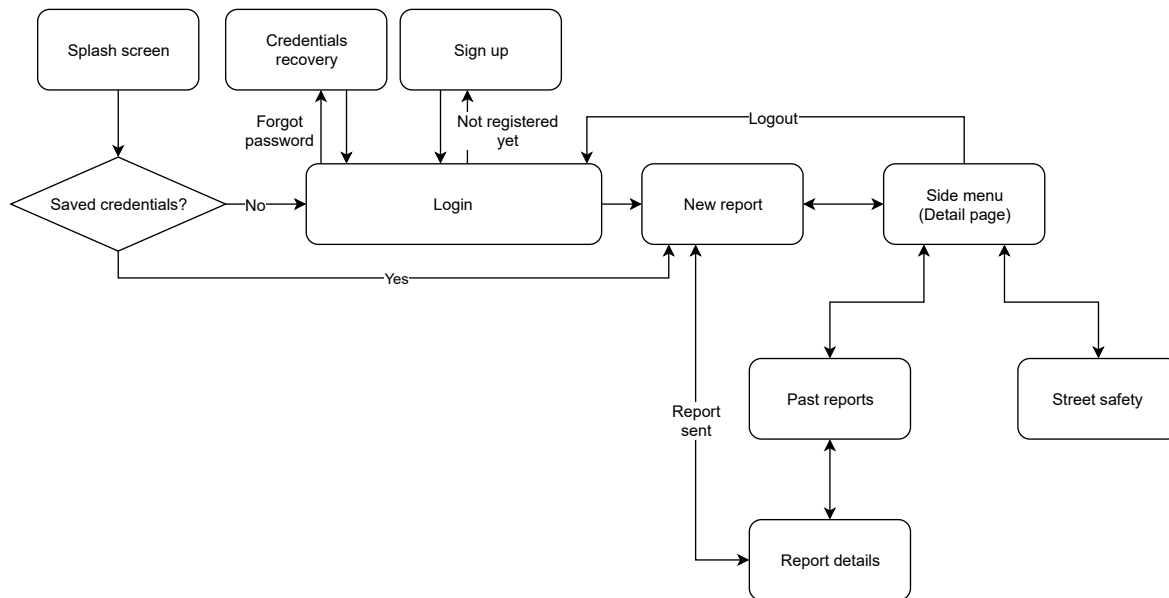 Splash screen
Credentials
recovery
Sign up
Forgot
password
Not registered
yet
Logout
Saved credentials?
No
Login
New report
Side menu
(Detail page)
Yes
Past reports
Street safety
Report
sent
Report details